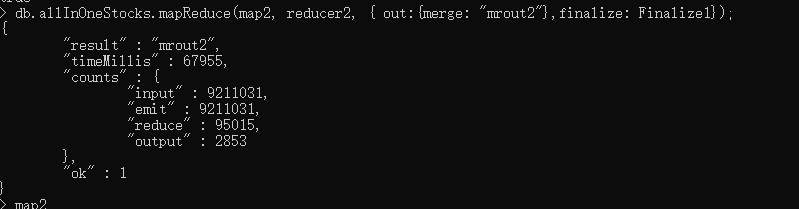 > db.allInOneStocks.mapReduce(map2, reducer2, { out:{merge: "mrout2"},finalize: Finalize1});
{
"result" : "mrout2",
"timeMillis" : 67955,
"counts" : {
"input" : 9211031,
"emit" : 9211031,
"reduce" : 95015,
"output" : 2853
},
"ok" : 1
}
> map2